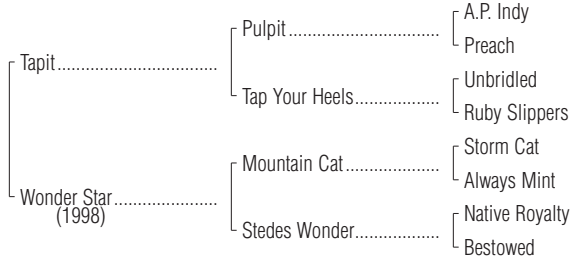 A.P. Indy
Pulpit........................................
Preach
Tapit..................................
Unbridled
Tap Your Heels......................
Ruby Slippers
Storm Cat
Mountain Cat.........................
Always Mint
Wonder Star......................
(1998)
Native Royalty
Stedes Wonder......................
Bestowed